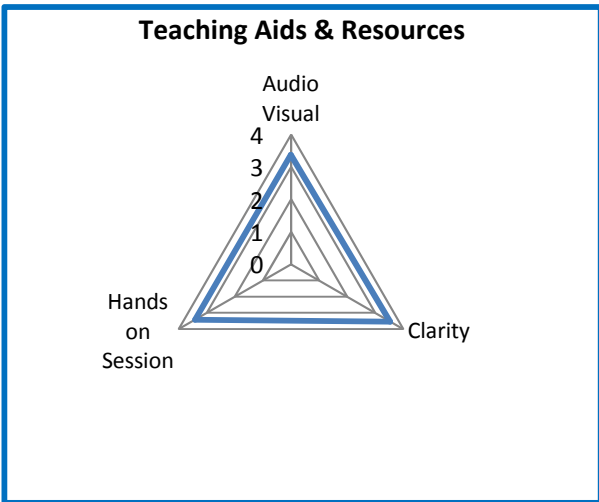 Teaching Aids & Resources
Audio
Visual
4
3
2
1
0
Hands
on
Session
Clarity